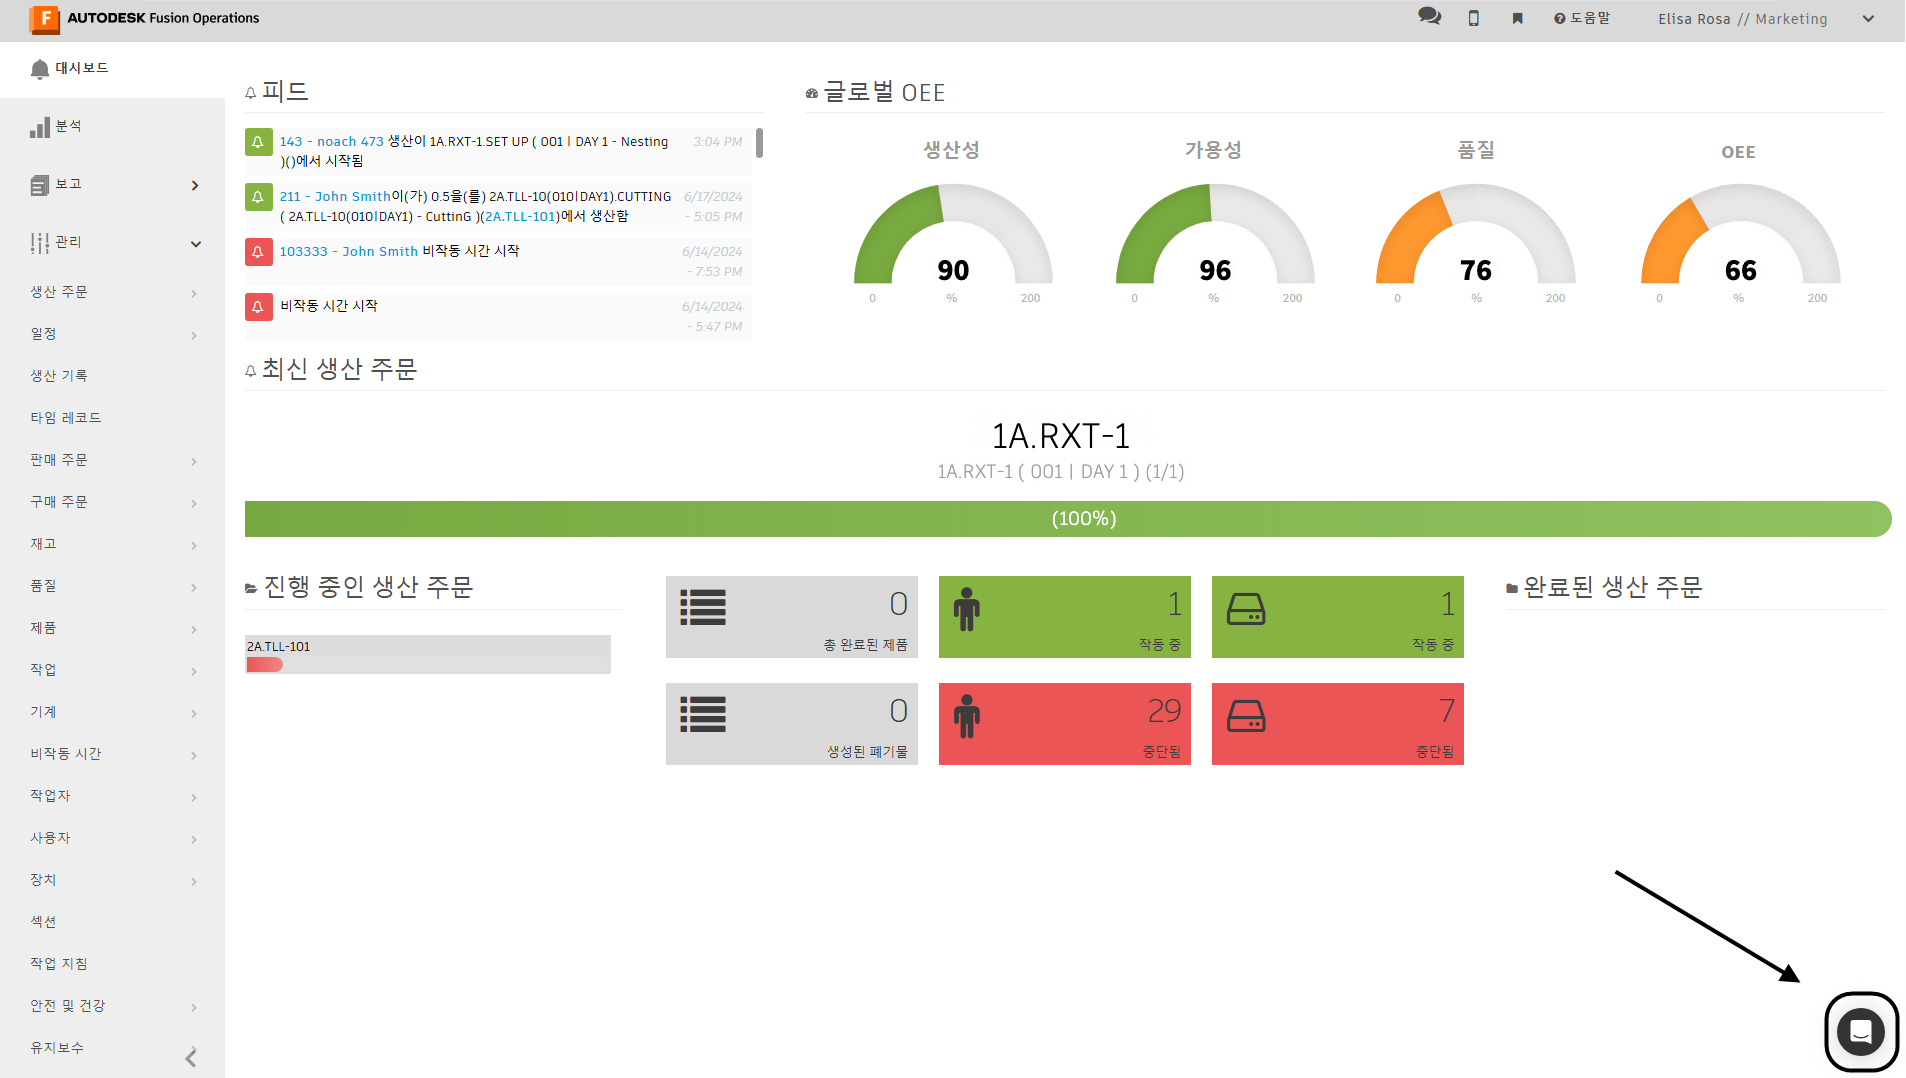 AUTODESK Fusion Operations
도움말
Elisa Rosa // Marketing
대시보드
분석
보고
관리
생산 주문
일정
생산 기록
타임 레코드
판매 주문
구매 주문
재고
품질
제품
작업
기계
비작동 시간
작업자
사용자
장치
섹션
작업 지침
안전 및 건강
유지보수
피드
143 - noach 473 생산이 1A.RXT-1.SET UP ( 001 | DAY 1 - Nesting
)()에서 시작됨
3:04 PM
211 - John Smith이(가) 0.5을(를) 2A.TLL-10(010|DAY1).CUTTING
( 2A.TLL-10(010|DAY1) - CuttinG )(2A.TLL-101)에서 생산함
6/17/2024
- 5:05 PM
103333 - John Smith 비작동 시간 시작
6/14/2024
- 7:53 PM
비작동 시간 시작
6/14/2024
- 5:47 PM
글로벌 OEE
생산성
90
0 % 200
가용성
96
0 % 200
품질
76
0 % 200
OEE
66
0 % 200
최신 생산 주문
1A.RXT-1
1A.RXT-1 ( 001 | DAY 1 ) (1/1)
(100%)
진행 중인 생산 주문
2A.TLL-101
0
총 완료된 제품
1
작동 중
1
작동 중
0
생성된 폐기물
29
중단됨
7
중단됨
완료된 생산 주문